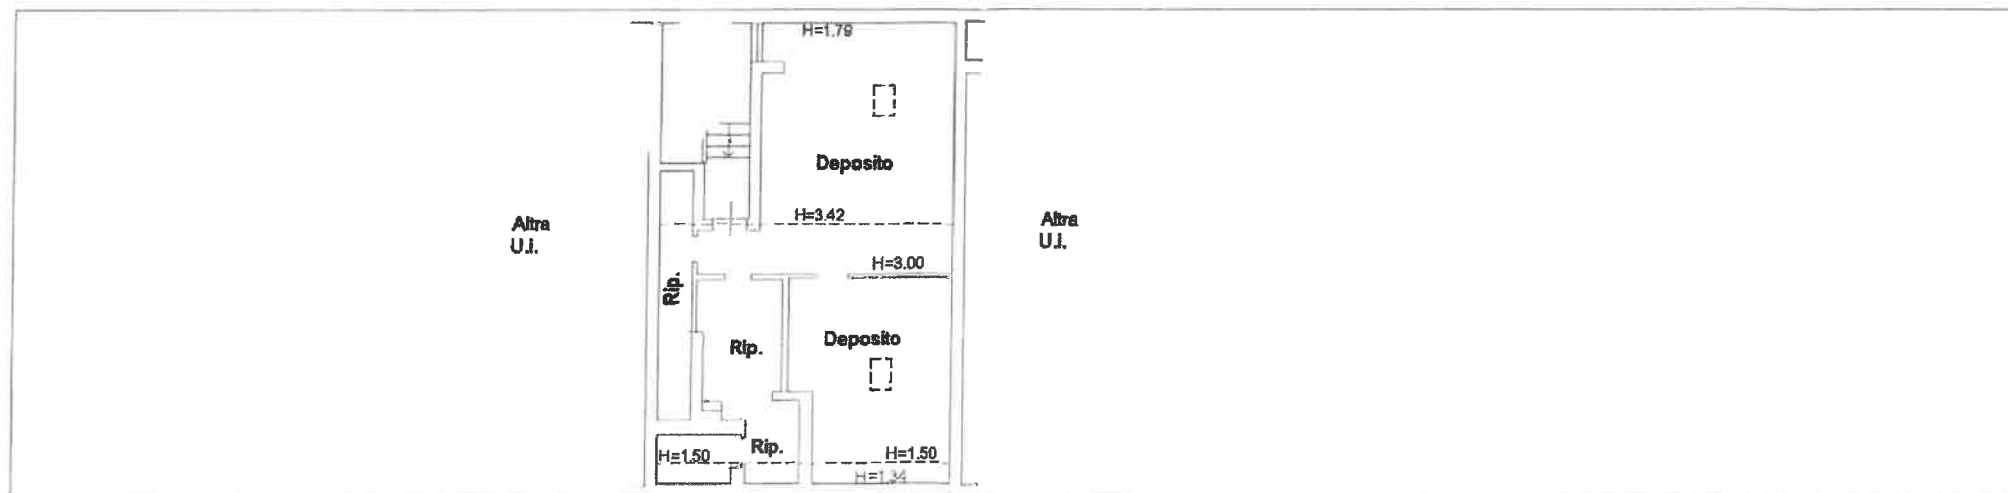 H=1.79
Deposito
H=3.42
Altra
U.i.
Altra
U.i.
H=3.00
Rip.
Rip.
Deposito
Rip.
H=1.50
H=1.50
H=1.34